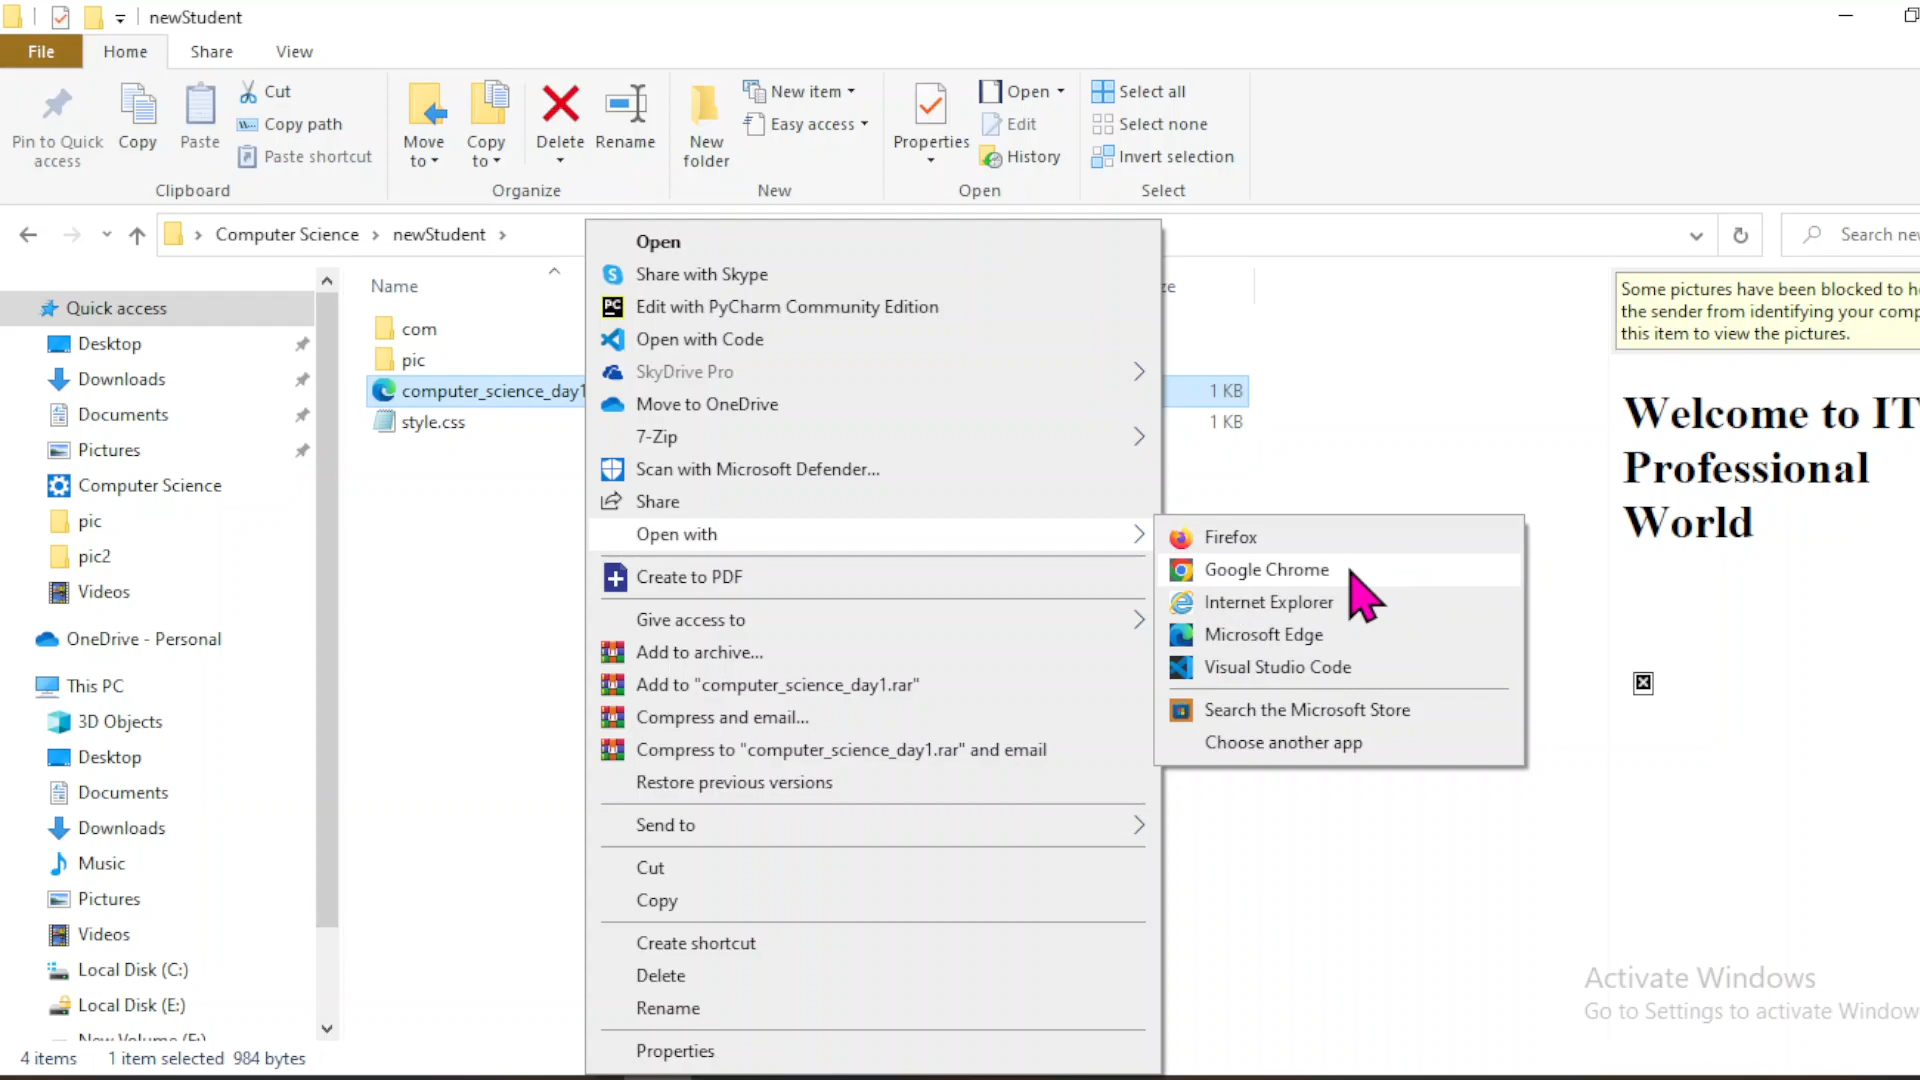 newStudent
File
Home
Share
View
Pin to Quick access
Copy
Paste
Cut
Copy path
Paste shortcut
Clipboard
Move to
Copy to
Delete
Rename
Organize
New folder
New item
Easy access
New
Properties
Open
Edit
History
Open
Select all
Select none
Invert selection
Select
Computer Science
newStudent
Search
Quick access
Desktop
Downloads
Documents
Pictures
Computer Science
pic
pic2
Videos
OneDrive - Personal
This PC
3D Objects
Desktop
Documents
Downloads
Music
Pictures
Videos
Local Disk (C:)
Local Disk (E:)
4 items
1 item selected 984 bytes
Name
com
pic
computer_science_day1
1 KB
style.css
1 KB
Open
Share with Skype
Edit with PyCharm Community Edition
Open with Code
SkyDrive Pro
Move to OneDrive
7-Zip
Scan with Microsoft Defender...
Share
Open with
Create to PDF
Give access to
Add to archive...
Add to "computer_science_day1.rar"
Compress and email...
Compress to "computer_science_day1.rar" and email
Restore previous versions
Send to
Cut
Copy
Create shortcut
Delete
Rename
Properties
Firefox
Google Chrome
Internet Explorer
Microsoft Edge
Visual Studio Code
Search the Microsoft Store
Choose another app
Some pictures have been blocked to
the sender from identifying your
this item to view the pictures.
Welcome to IT
Professional
World
Activate Windows
Go to Settings to activate Window